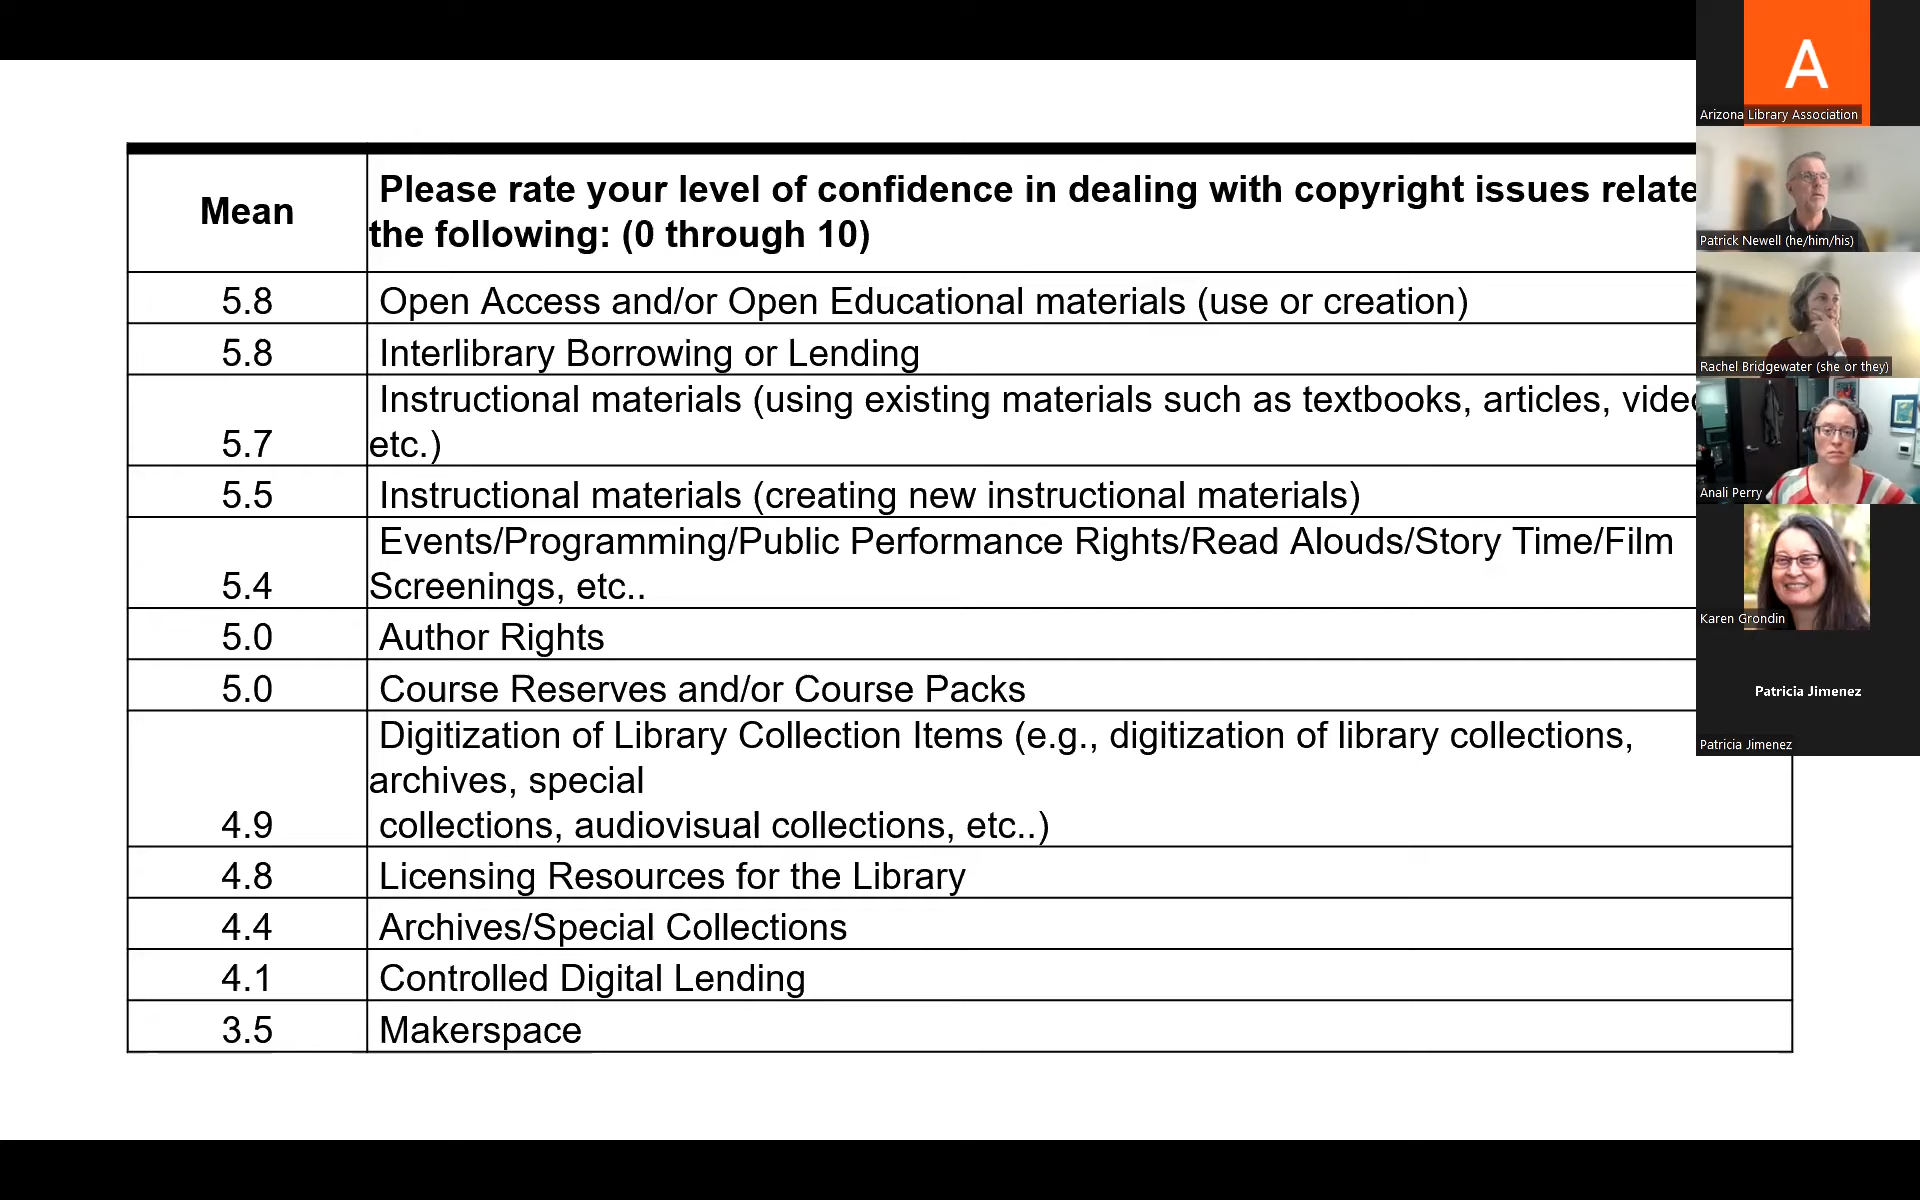 Mean
Please rate your level of confidence in dealing with copyright issues relate
the following: (0 through 10)
5.8
Open Access and/or Open Educational materials (use or creation)
5.8
Interlibrary Borrowing or Lending
Instructional materials (using existing materials such as textbooks, articles, video
5.7
etc.)
5.5
Instructional materials (creating new instructional materials)
Events/Programming/Public Performance Rights/Read Alouds/Story Time/Film
5.4
Screenings, etc..
5.0
Author Rights
5.0
Course Reserves and/or Course Packs
Digitization of Library Collection Items (e.g., digitization of library collections,
archives, special
4.9
collections, audiovisual collections, etc..)
4.8
Licensing Resources for the Library
4.4
Archives/Special Collections
4.1
Controlled Digital Lending
3.5
Makerspace
A
Arizona Library Association
Patrick Newell (he/him/his)
Rachel Bridgewater (she or they)
Anali Perry
Karen Grondin
Patricia Jimenez
Patricia Jimenez